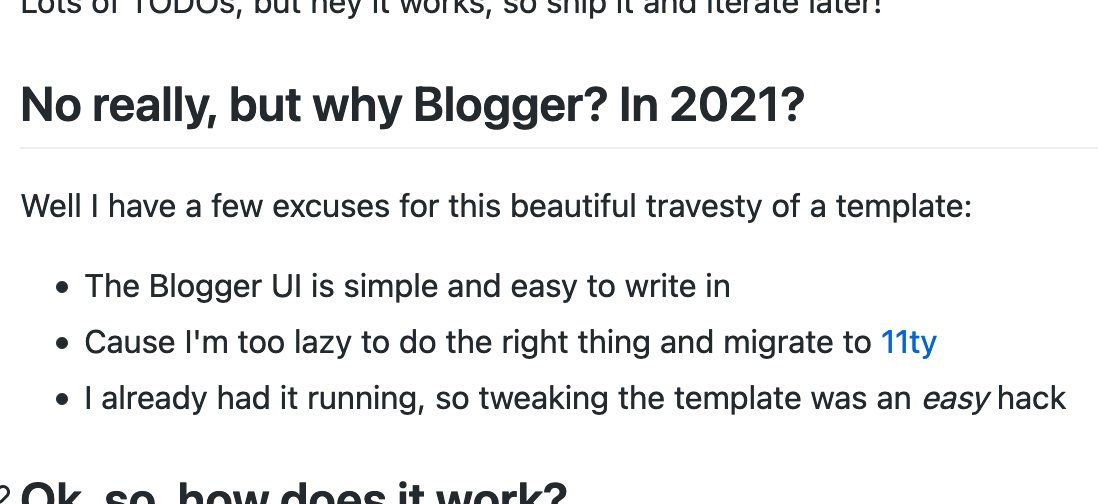 Lots of TODOs, but hey it works, so ship it and iterate later!
No really, but why Blogger? In 2021?
Well I have a few excuses for this beautiful travesty of a template:
• The Blogger UI is simple and easy to write in
• Cause I'm too lazy to do the right thing and migrate to 11ty
• I already had it running, so tweaking the template was an easy hack
Ok, so, how does it work?